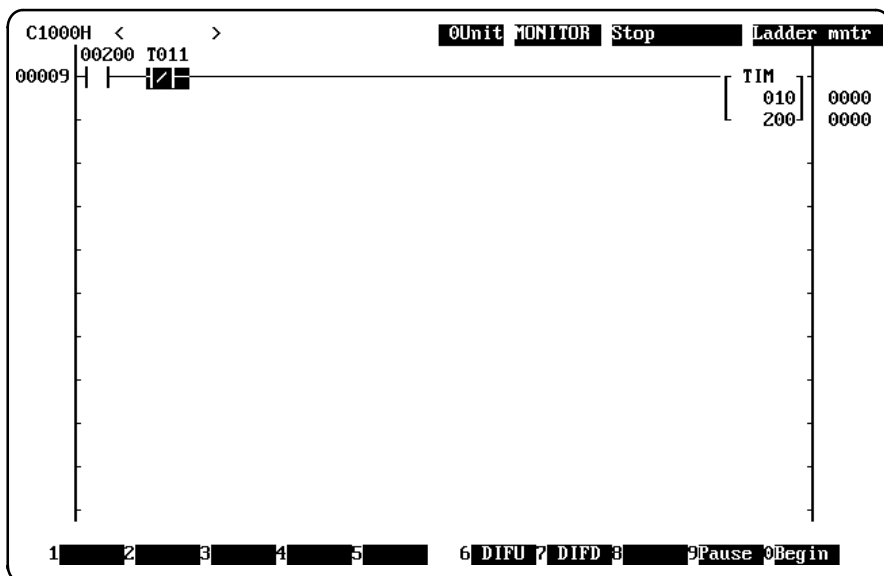 C1000H < > 0Unit MONITOR Stop Ladder mntr
00200 T011
00009 TIM
010 0000
200 0000
1 2 3 4 5 6 DIFU 7 DIFD 8 9Pause 0Begin